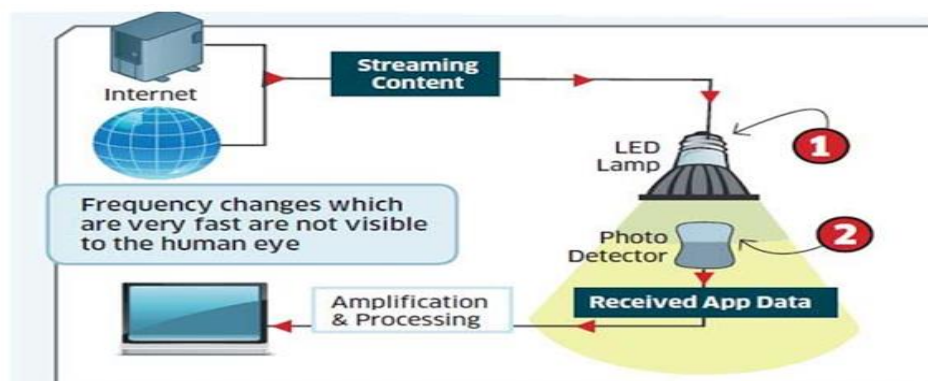 Streaming
Content
Internet
LED
Lamp
1
Frequency changes which
are very fast are not visible
to the human eye
Photo
Detector
2
Received App Data
Amplification
& Processing